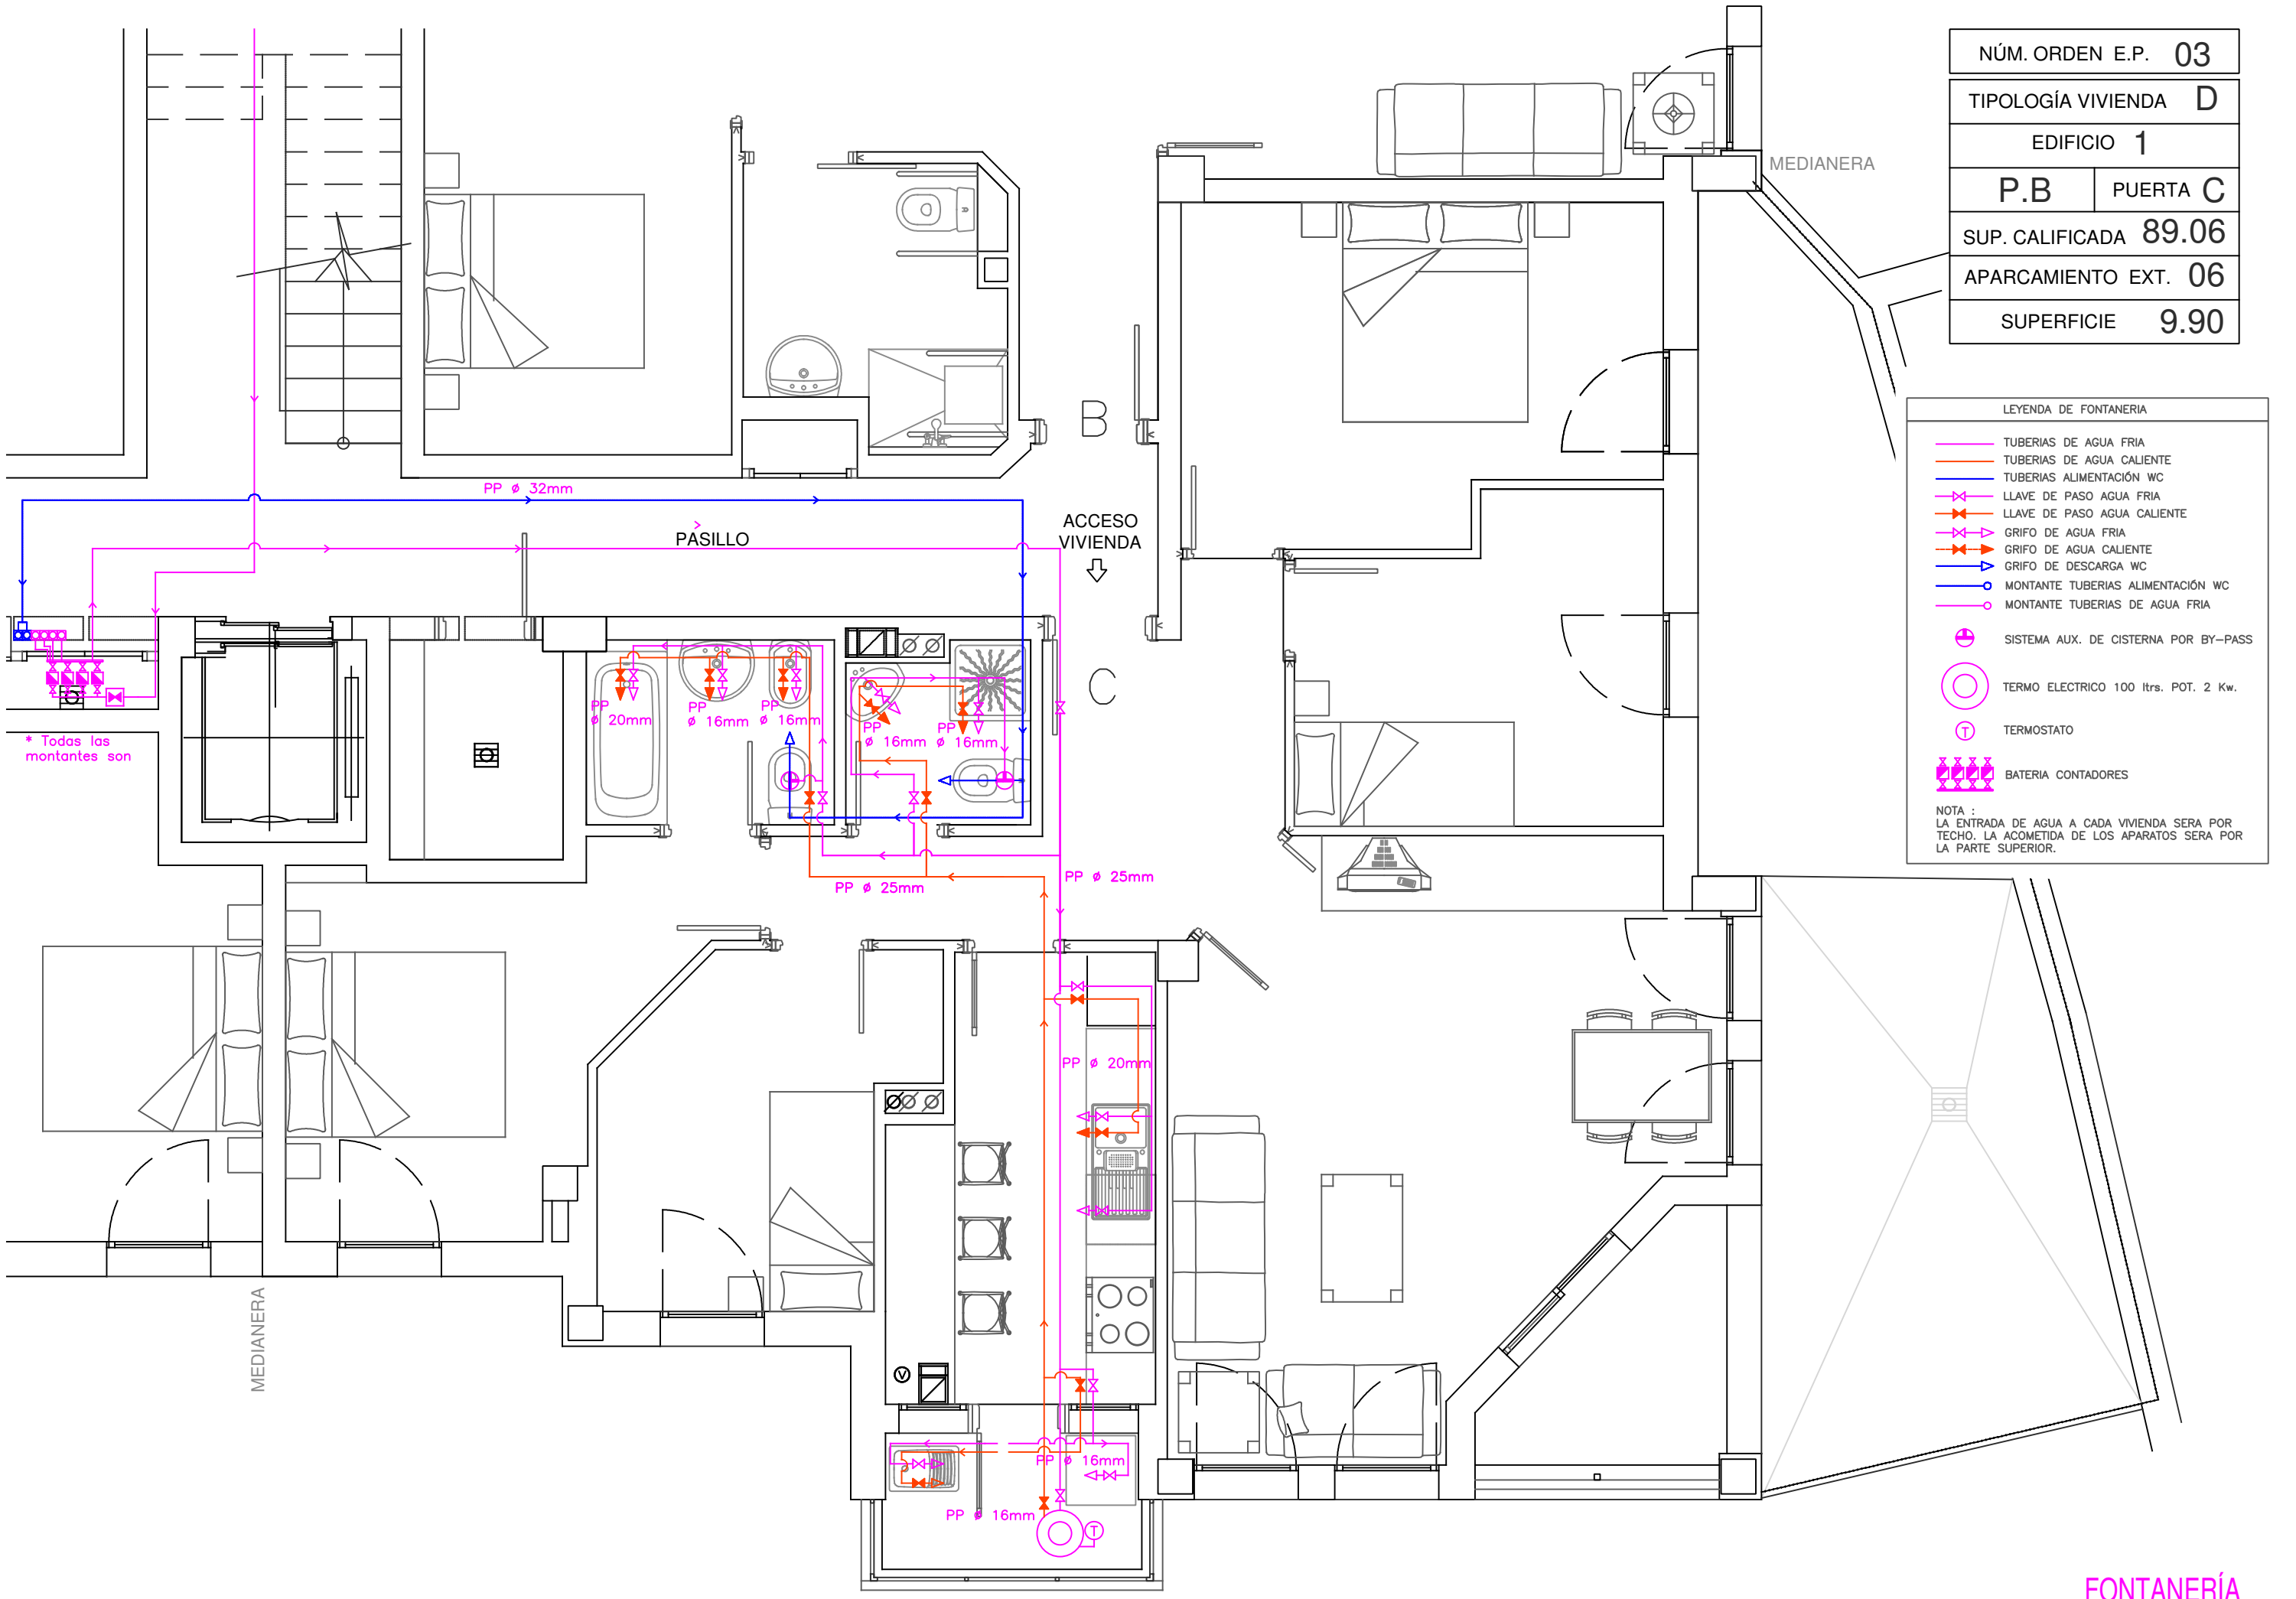 NÚM. ORDEN E.P. 03
TIPOLOGÍA VIVIENDA D
EDIFICIO 1
P.B PUERTA C
SUP. CALIFICADA 89.06
APARCAMIENTO EXT. 06
SUPERFICIE 9.90
MEDIANERA
LEYENDA DE FONTANERIA
TUBERIAS DE AGUA FRIA
TUBERIAS DE AGUA CALIENTE
TUBERIAS ALIMENTACIÓN WC
LLAVE DE PASO AGUA FRIA
LLAVE DE PASO AGUA CALIENTE
GRIFO DE AGUA FRIA
GRIFO DE AGUA CALIENTE
GRIFO DE DESCARGA WC
MONTANTE TUBERIAS ALIMENTACIÓN WC
MONTANTE TUBERIAS DE AGUA FRIA
SISTEMA AUX. DE CISTERNA POR BY-PASS
TERMO ELECTRICO 100 ltrs. POT. 2 Kw.
T
TERMOSTATO
BATERIA CONTADORES
NOTA :
LA ENTRADA DE AGUA A CADA VIVIENDA SERA POR
TECHO. LA ACOMETIDA DE LOS APARATOS SERA POR
LA PARTE SUPERIOR.
B
PP ø 32mm
PASILLO
ACCESO
VIVIENDA
C
* Todas las
montantes son
PP
ø 20mm
PP
ø 16mm
PP
ø 16mm
PP
ø 16mm
PP
ø 16mm
PP ø 25mm
PP ø 25mm
PP ø 20mm
MEDIANERA
V
PP ø 16mm
PP ø 16mm
T
FONTANERÍA